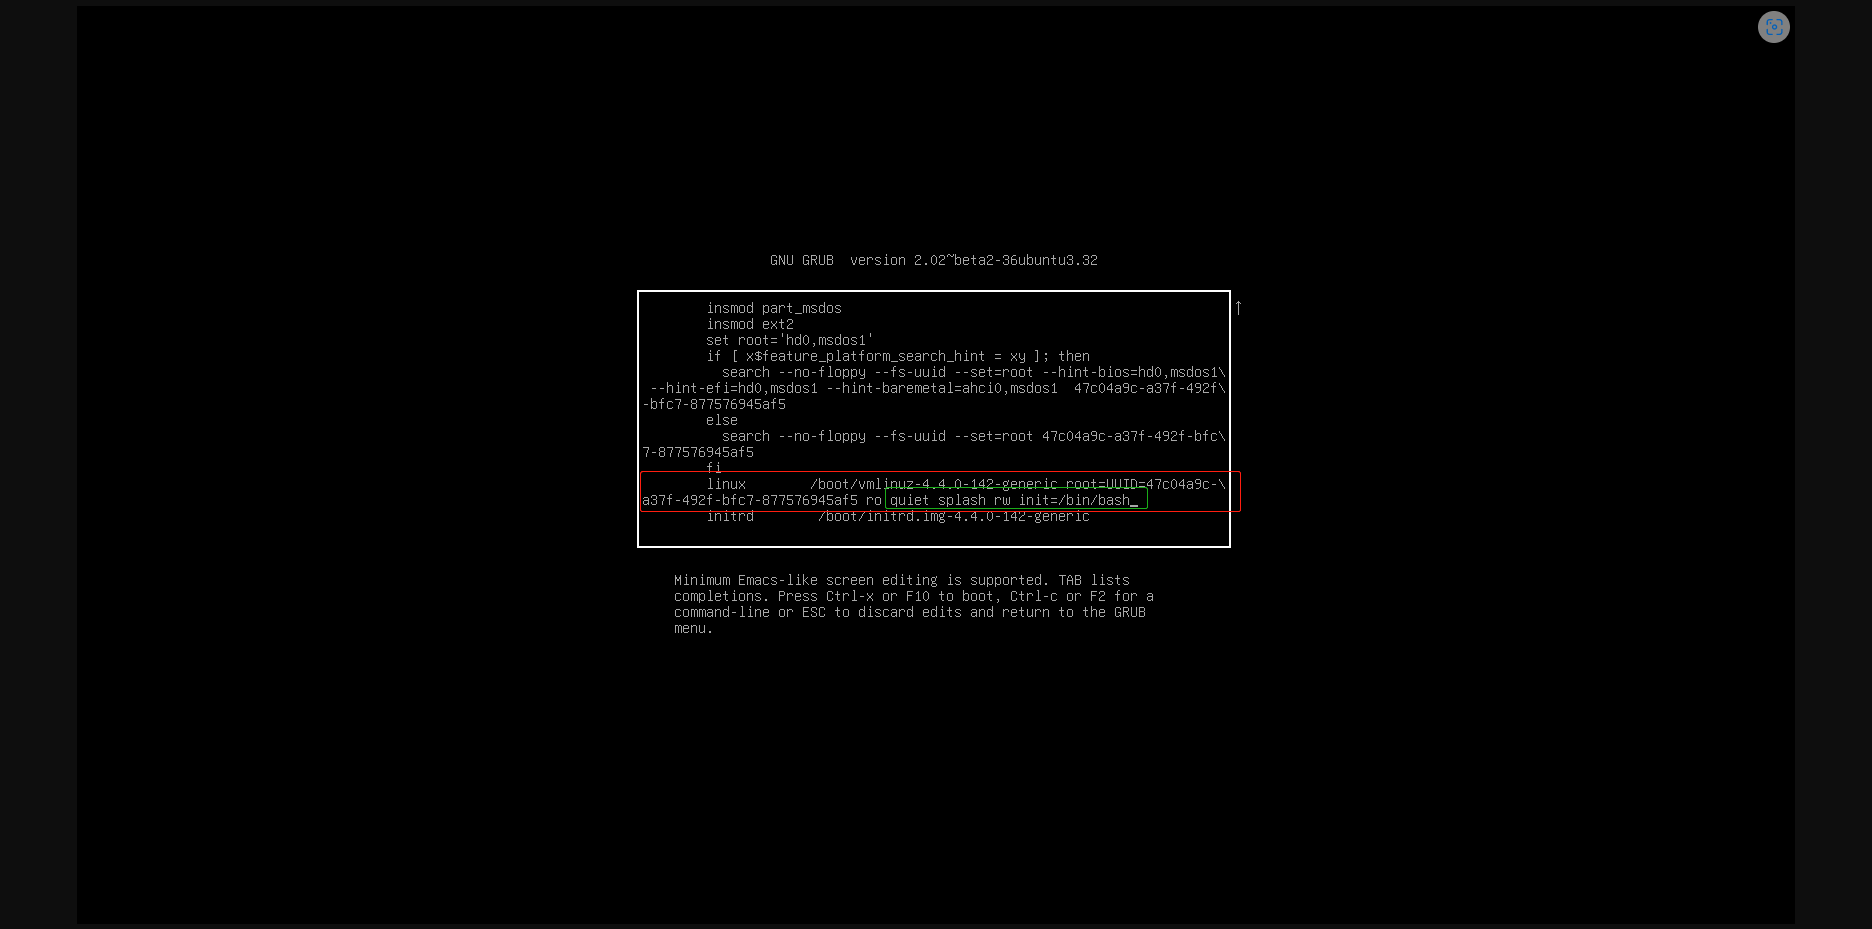 GNU GRUB  version 2.02~beta2-36ubuntu3.32
insmod part_msdos
insmod ext2
set root='hd0,msdos1'
if [ x$feature_platform_search_hint = xy ]; then
search --no-floppy --fs-uuid --set=root --hint-bios=hd0,msdos1\
--hint-efi=hd0,msdos1 --hint-baremetal=ahci0,msdos1  47c04a9c-a37f-492f\
-bfc7-877576945af5
else
search --no-floppy --fs-uuid --set=root 47c04a9c-a37f-492f-bfc\
7-877576945af5
fi
linux        /boot/vmlinuz-4.4.0-142-generic root=UUID=47c04a9c-\
a37f-492f-bfc7-877576945af5 ro quiet splash rw init=/bin/bash_
initrd        /boot/initrd.img-4.4.0-142-generic
Minimum Emacs-like screen editing is supported. TAB lists
completions. Press Ctrl-x or F10 to boot, Ctrl-c or F2 for a
command-line or ESC to discard edits and return to the GRUB
menu.